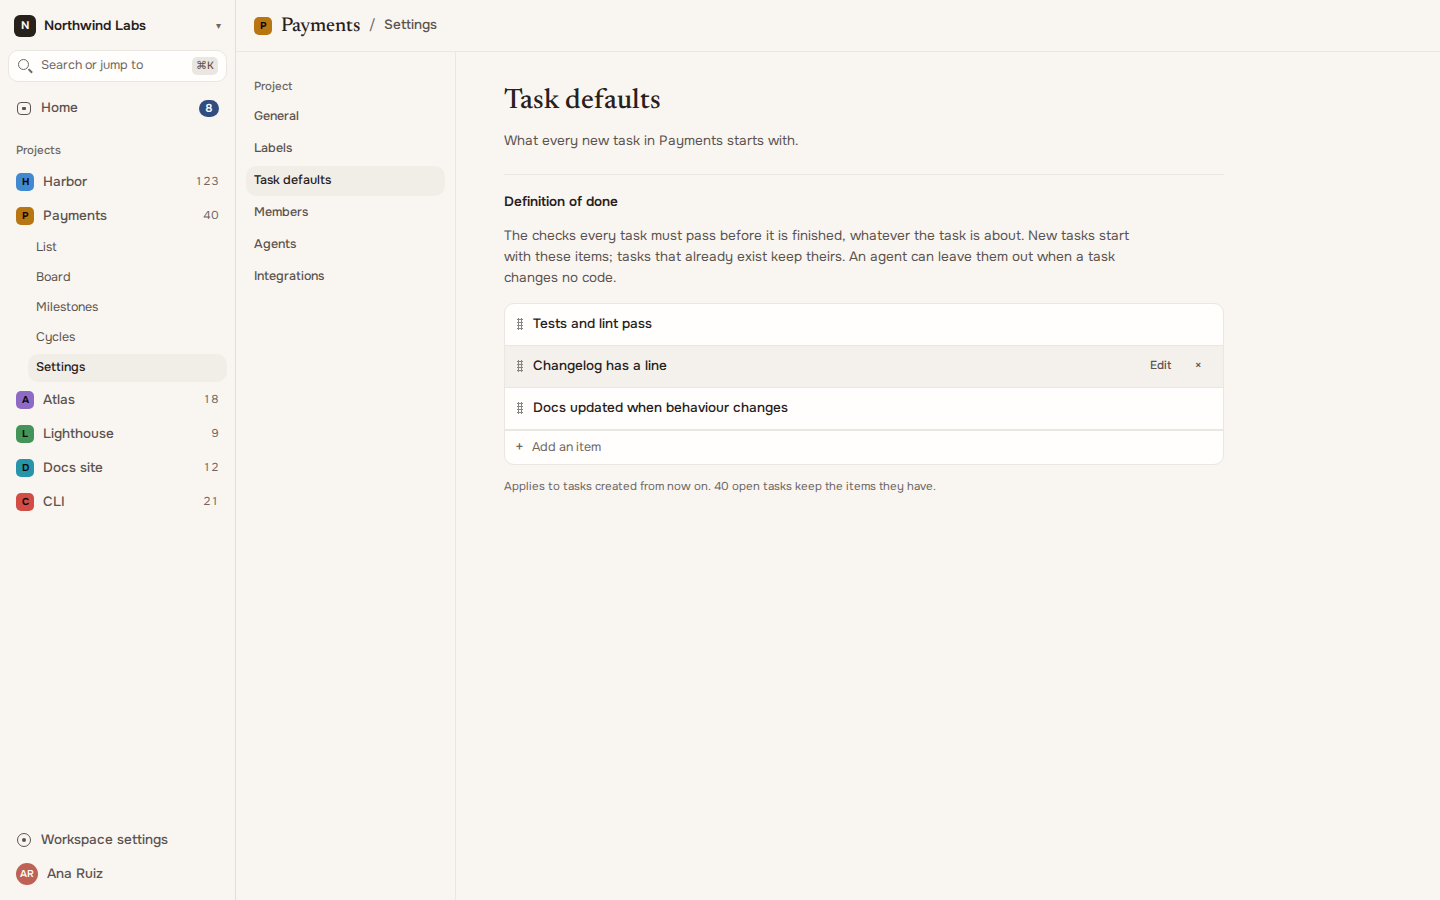 N Northwind Labs ▾
Search or jump to ⌘K
Home 8
Projects
H Harbor 123
P Payments 40
List
Board
Milestones
Cycles
Settings
A Atlas 18
L Lighthouse 9
D Docs site 12
C CLI 21
Workspace settings
AR Ana Ruiz
P Payments / Settings
Project
General
Labels
Task defaults
Members
Agents
Integrations
Task defaults
What every new task in Payments starts with.
Definition of done
The checks every task must pass before it is finished, whatever the task is about. New tasks start
with these items; tasks that already exist keep theirs. An agent can leave them out when a task
changes no code.
Tests and lint pass
Changelog has a line Edit ×
Docs updated when behaviour changes
+ Add an item
Applies to tasks created from now on. 40 open tasks keep the items they have.